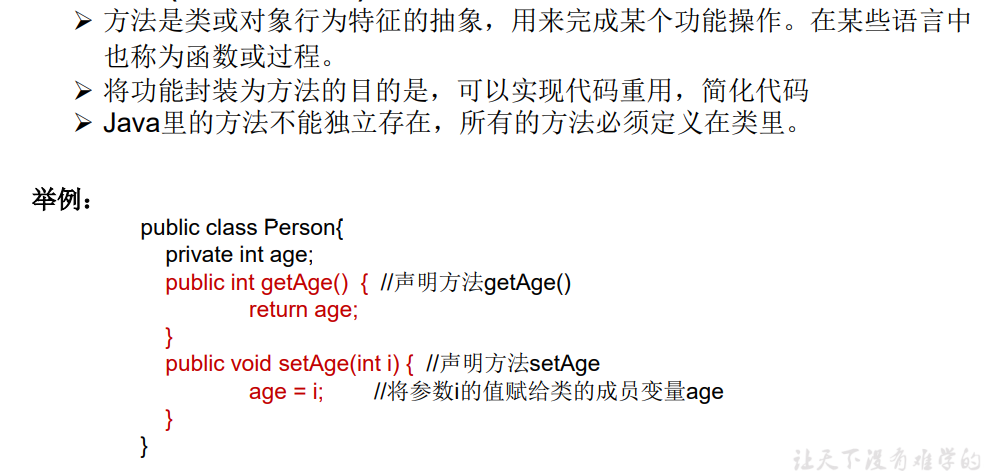 ➢ 方法是类或对象行为特征的抽象，用来完成某个功能操作。在某些语言中
也称为函数或过程。
➢ 将功能封装为方法的目的是，可以实现代码重用，简化代码
➢ Java里的方法不能独立存在，所有的方法必须定义在类里。
举例：
public class Person{
private int age;
public int getAge() { //声明方法getAge()
return age;
}
public void setAge(int i) { //声明方法setAge
age = i; //将参数i的值赋给类的成员变量age
}
}
让天下没有难学的